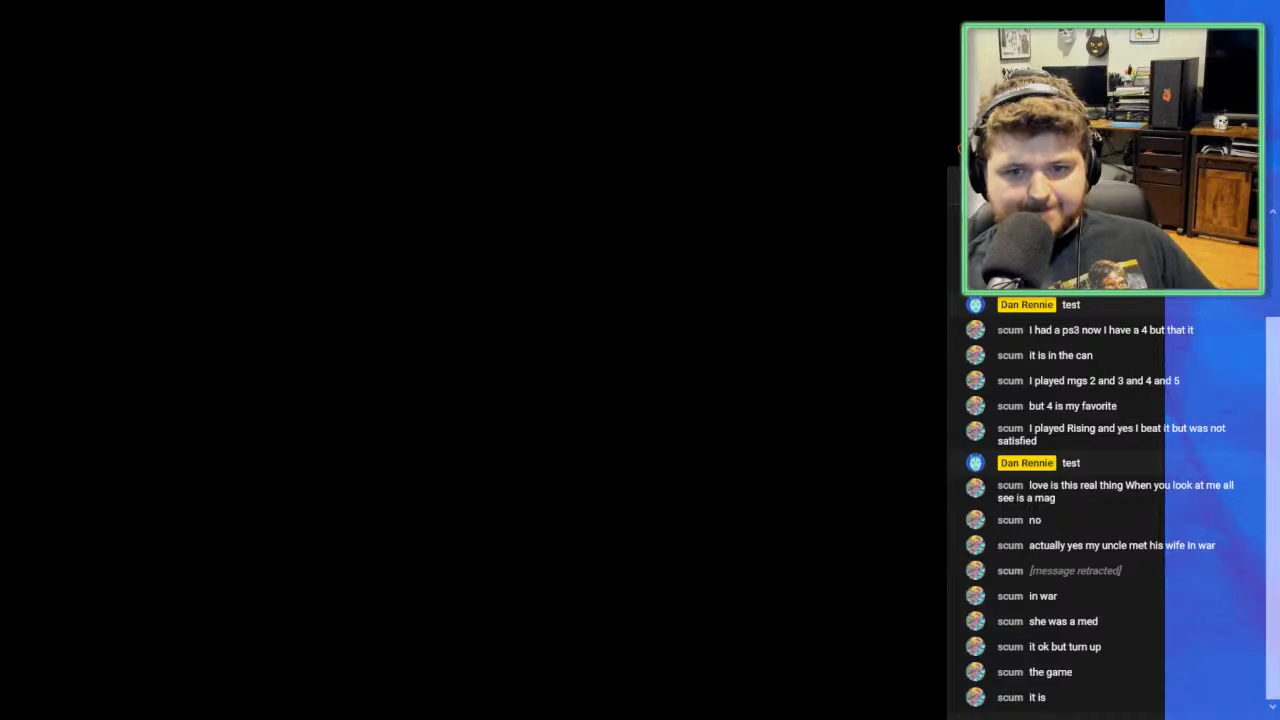 Dan Rennie test
scum I had a ps3 now I have a 4 but that it
scum it is in the can
scum I played mgs 2 and 3 and 4 and 5
scum but 4 is my favorite
scum I played Rising and yes I beat it but was not
satisfied
Dan Rennie test
scum love is this real thing When you look at me all
see is a mag
scum no
scum actually yes my uncle met his wife In war
scum [message retracted]
scum in war
scum she was a med
scum it ok but turn up
scum the game
scum it is